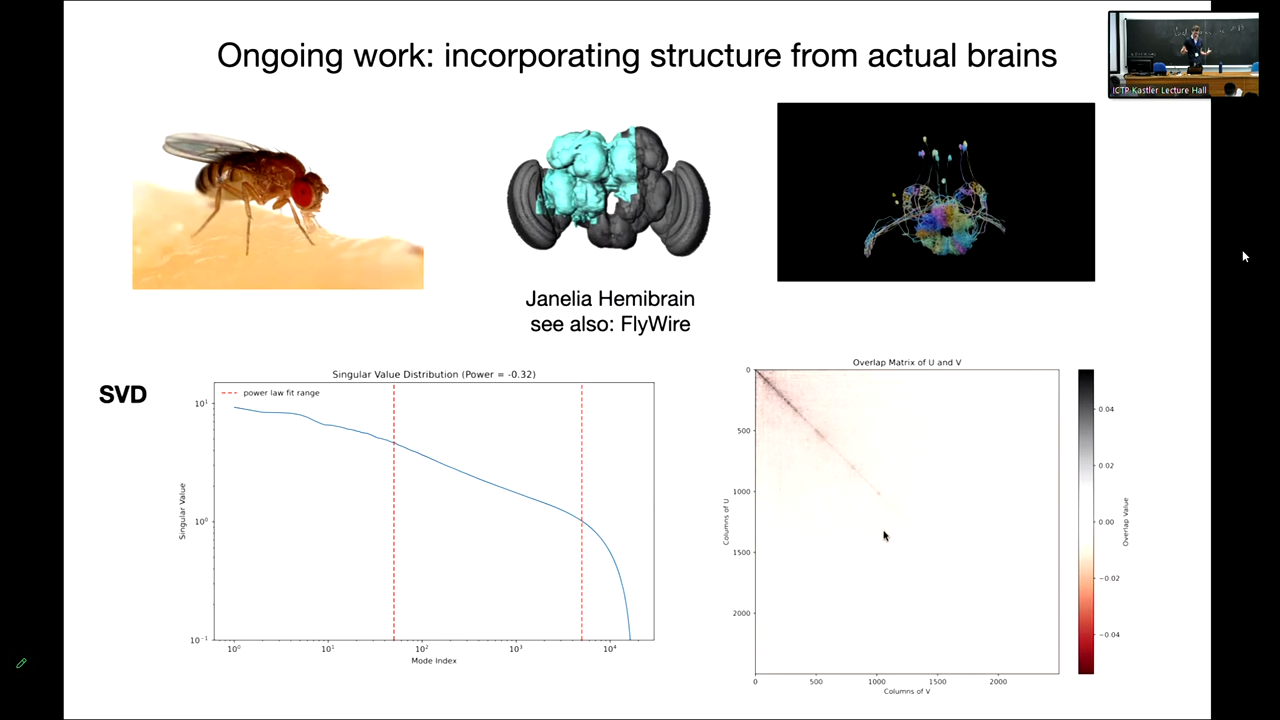 Ongoing work: incorporating structure from actual brains
ICTP Kastler Lecture Hall
Janelia Hemibrain
see also: FlyWire
SVD
Singular Value Distribution (Power = -0.32)
power law fit range
10¹
10⁰
10⁻¹
Singular Value
10⁰ 10¹ 10² 10³ 10⁴
Mode Index
Overlap Matrix of U and V
0
500
1000
1500
2000
Columns of U
0 500 1000 1500 2000
Columns of V
0.04
0.02
0.00
−0.02
−0.04
Overlap Value